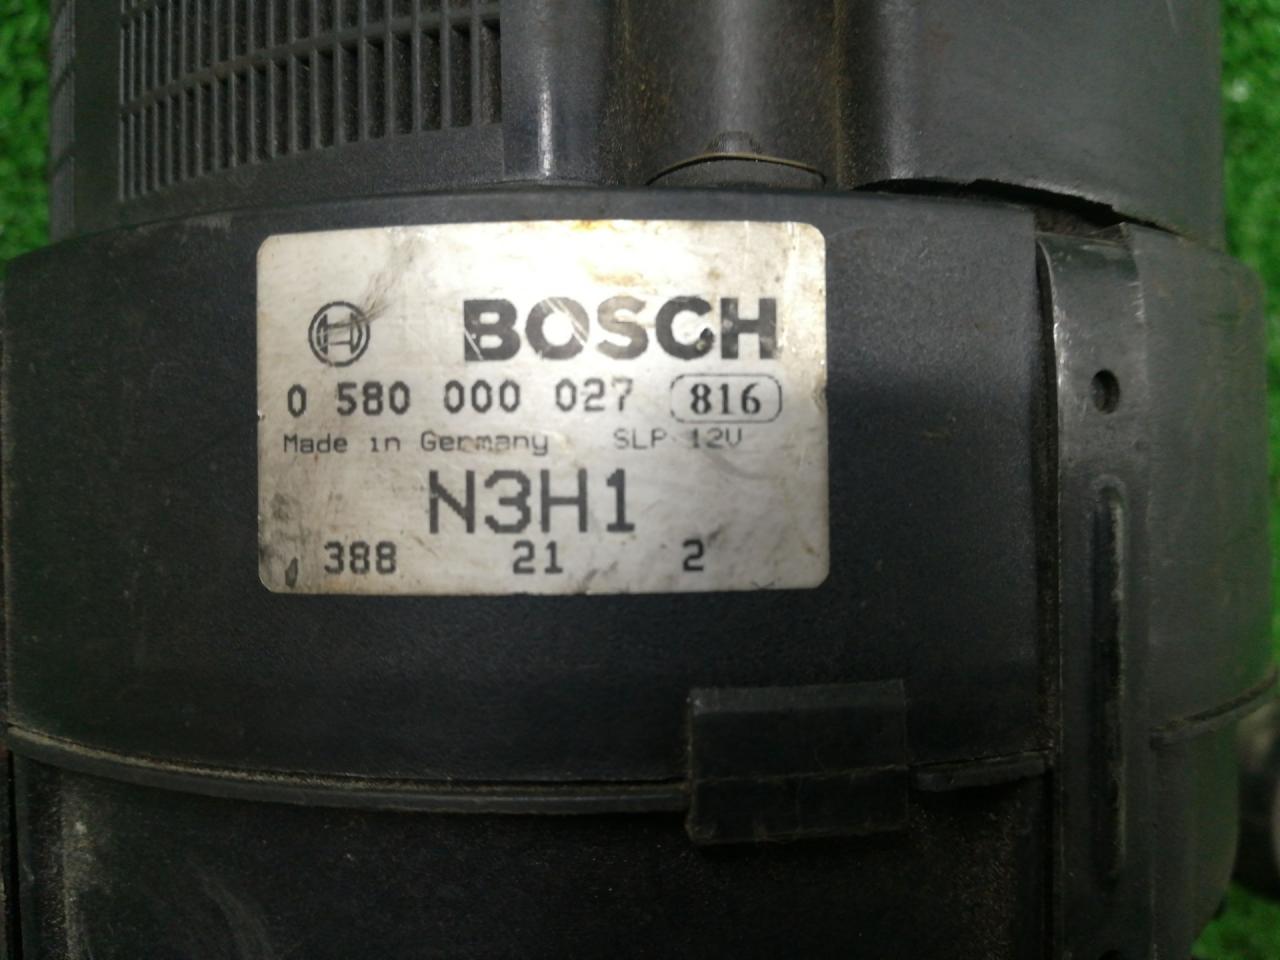 BOSCH
0 580 000 027 816
Made in Germany SLP 12V
N3H1
388 21 2